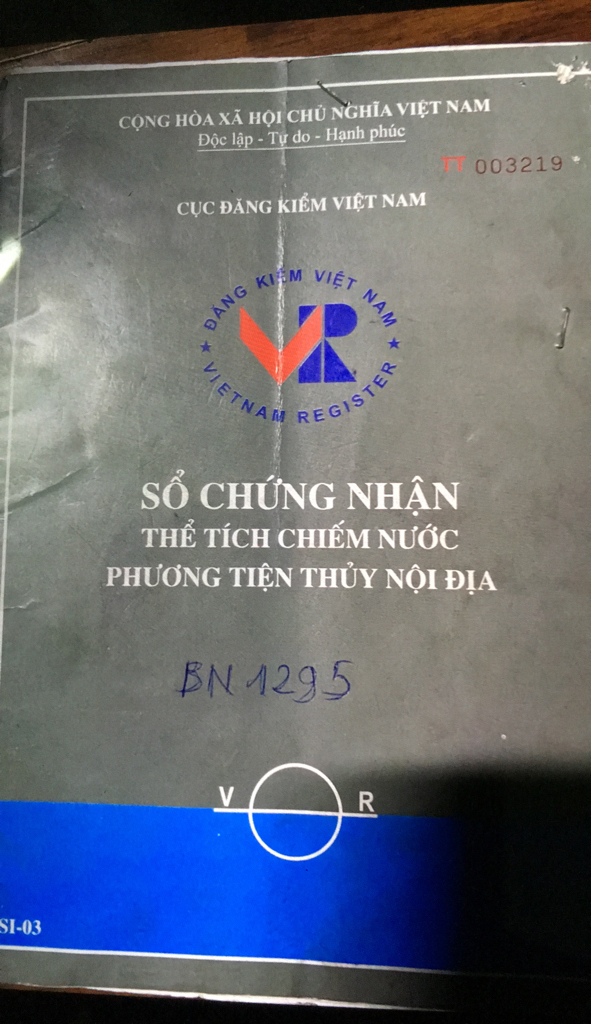 CỘNG HÒA XÃ HỘI CHỦ NGHĨA VIỆT NAM
Độc lập - Tự do - Hạnh phúc
TT 003219
CỤC ĐĂNG KIỂM VIỆT NAM
★ ĐĂNG KIỂM VIỆT NAM ★
VR
VIETNAM REGISTER
SỔ CHỨNG NHẬN
THỂ TÍCH CHIẾM NƯỚC
PHƯƠNG TIỆN THỦY NỘI ĐỊA
BN 1295
V R
SI-03